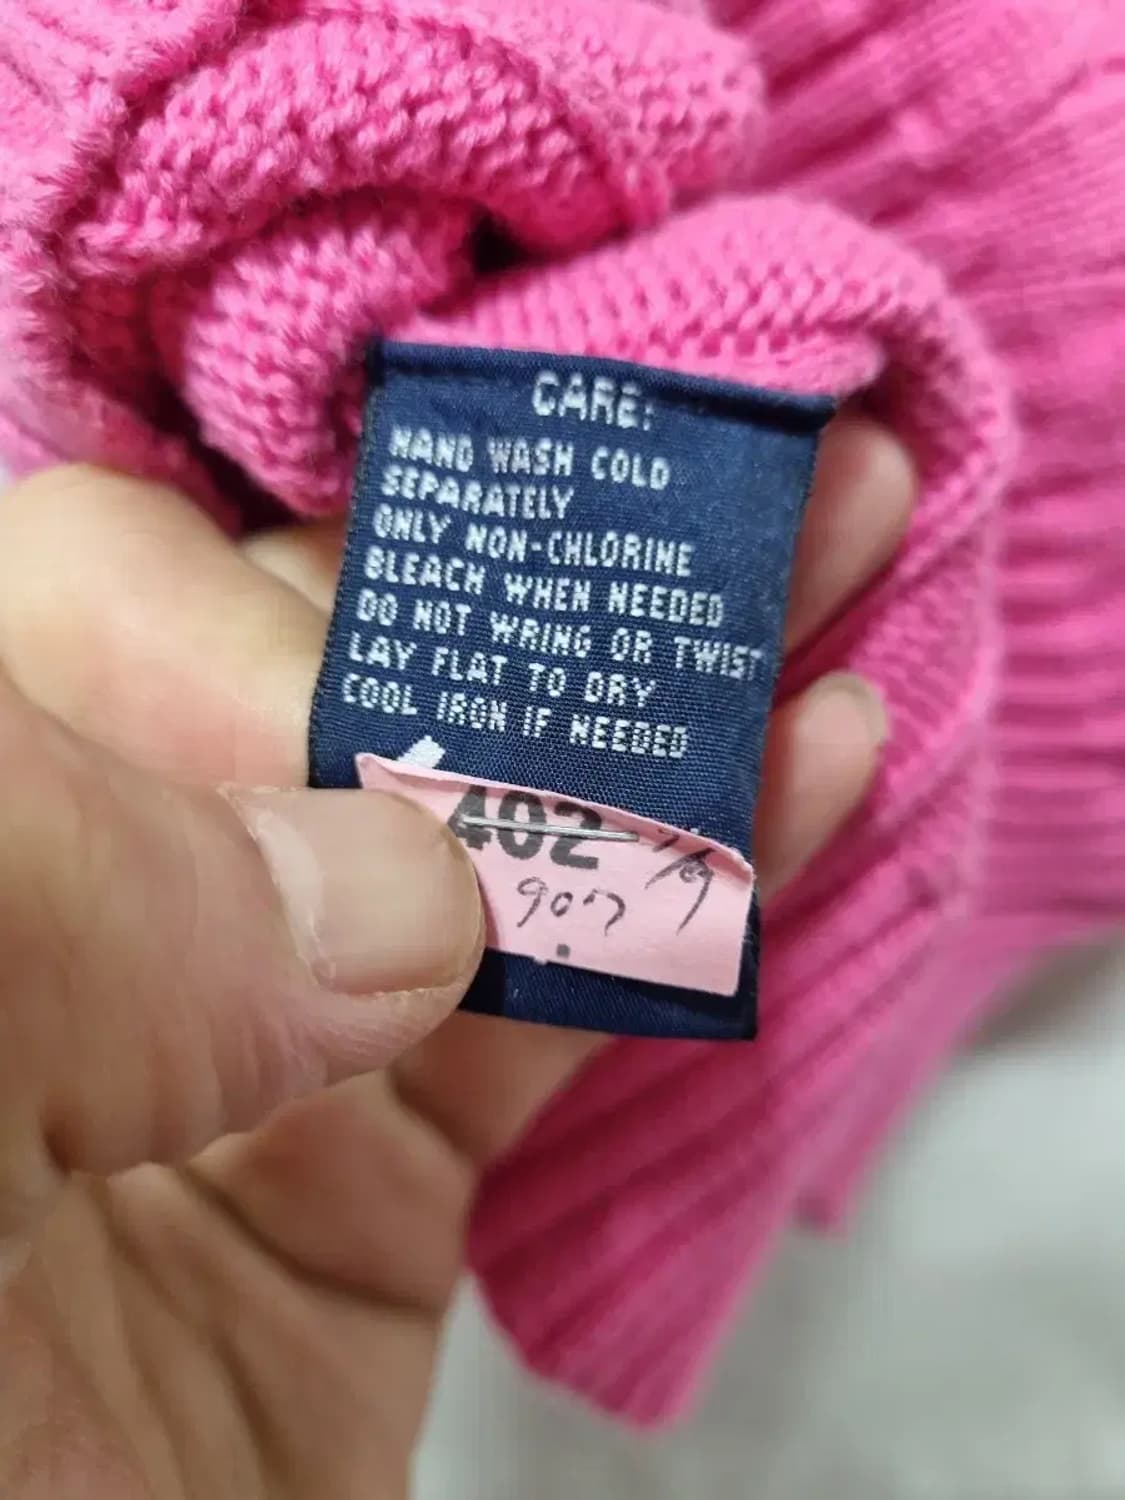 CARE:
HAND WASH COLD
SEPARATELY
ONLY NON-CHLORINE
BLEACH WHEN NEEDED
DO NOT WRING OR TWIST
LAY FLAT TO DRY
COOL IRON IF NEEDED
402